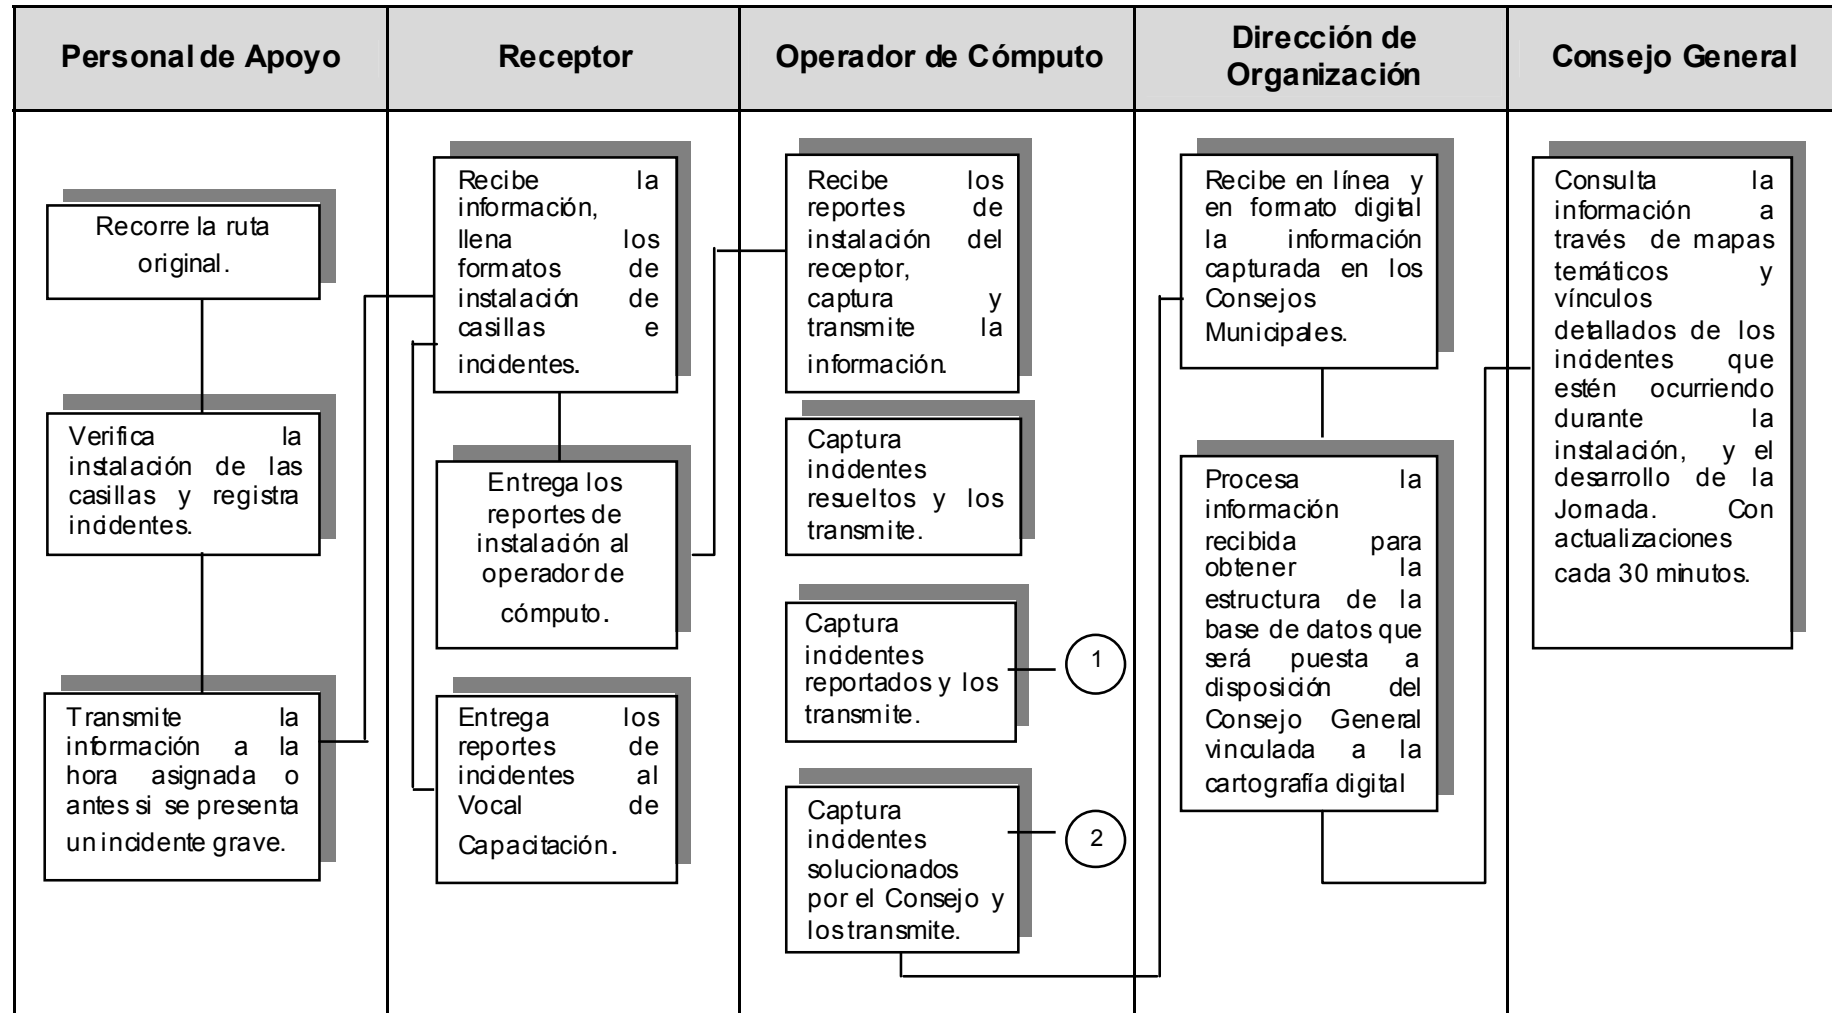 Personal de Apoyo
Receptor
Operador de Cómputo
Dirección de
Organización
Consejo General
Recorre la ruta
original.
Verifica la
instalación de las
casillas y registra
incidentes.
Transmite la
información a la
hora asignada o
antes si se presenta
un incidente grave.
Recibe la
información,
llena los
formatos de
instalación de
casillas e
incidentes.
Entrega los
reportes de
instalación al
operador de
cómputo.
Entrega los
reportes de
incidentes al
Vocal de
Capacitación.
Recibe los
reportes de
instalación del
receptor,
captura y
transmite la
información.
Captura
incidentes
resueltos y los
transmite.
Captura
incidentes
reportados y los
transmite.
1
Captura
incidentes
solucionados
por el Consejo y
los transmite.
2
Recibe en línea y
en formato digital
la información
capturada en los
Consejos
Municipales.
Procesa la
información
recibida para
obtener la
estructura de la
base de datos que
será puesta a
disposición del
Consejo General
vinculada a la
cartografía digital
Consulta la
información a
través de mapas
temáticos y
vínculos
detallados de los
incidentes que
estén ocurriendo
durante la
instalación, y el
desarrollo de la
Jornada. Con
actualizaciones
cada 30 minutos.